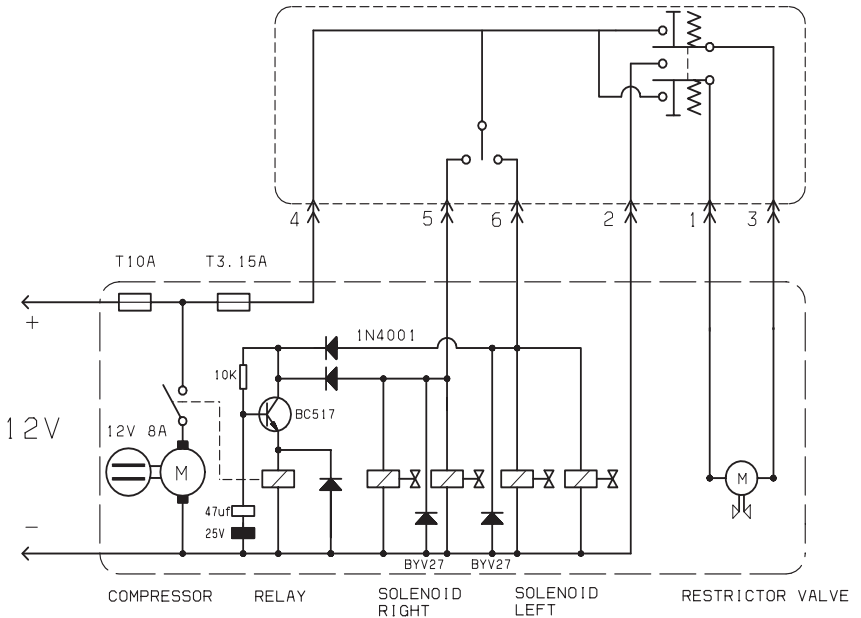 4
5
6
2
1
3
T10A
T3.15A
+
1N4001
10K
BC517
12V
12V 8A
M
M
47uf
25V
−
BYV27
BYV27
COMPRESSOR
RELAY
SOLENOID
RIGHT
SOLENOID
LEFT
RESTRICTOR VALVE